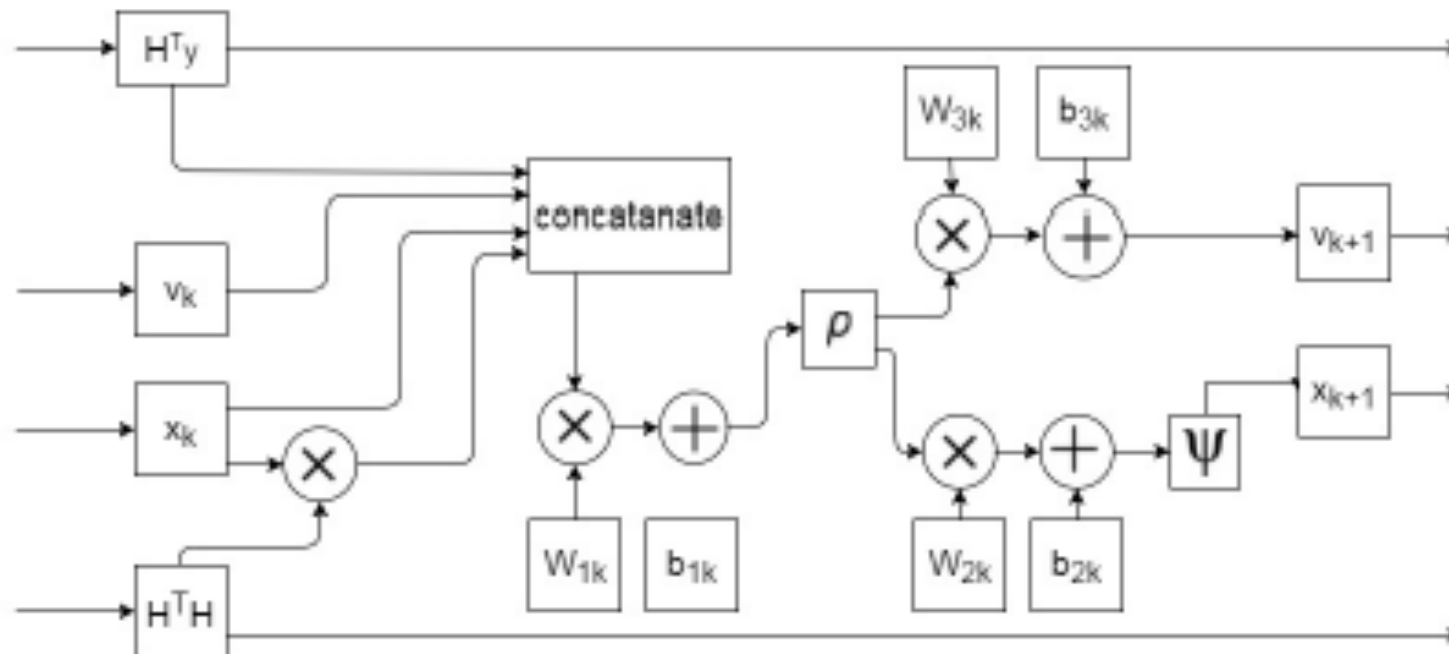 Hᵀy
W₃ₖ
b₃ₖ
concatanate
vₖ
vₖ₊₁
ρ
xₖ
xₖ₊₁
ψ
W₁ₖ
b₁ₖ
W₂ₖ
b₂ₖ
HᵀH